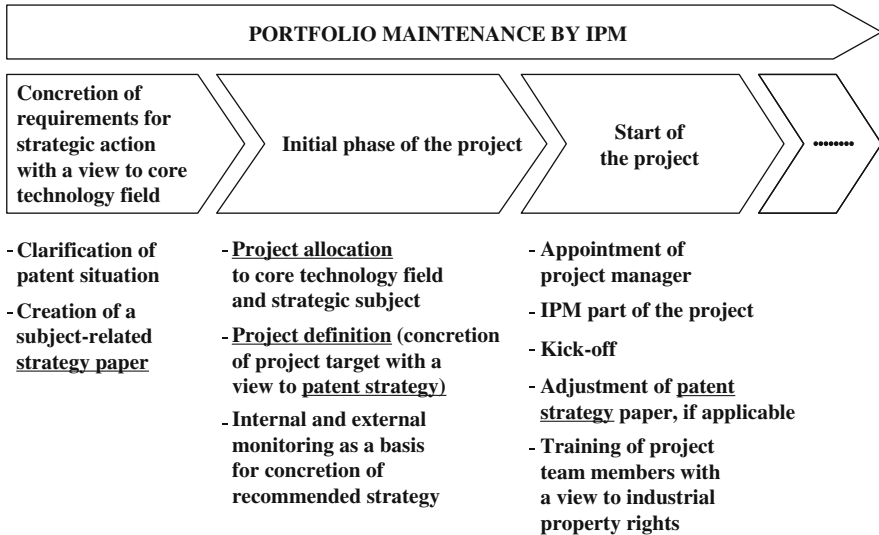 PORTFOLIO MAINTENANCE BY IPM
Concretion of
requirements for
strategic action
with a view to core
technology field
Initial phase of the project
Start of
the project
........
- Clarification of
patent situation
- Creation of a
subject-related
strategy paper
- Project allocation
to core technology field
and strategic subject
- Project definition (concretion
of project target with a
view to patent strategy)
- Internal and external
monitoring as a basis
for concretion of
recommended strategy
- Appointment of
project manager
- IPM part of the project
- Kick-off
- Adjustment of patent
strategy paper, if applicable
- Training of project
team members with
a view to industrial
property rights